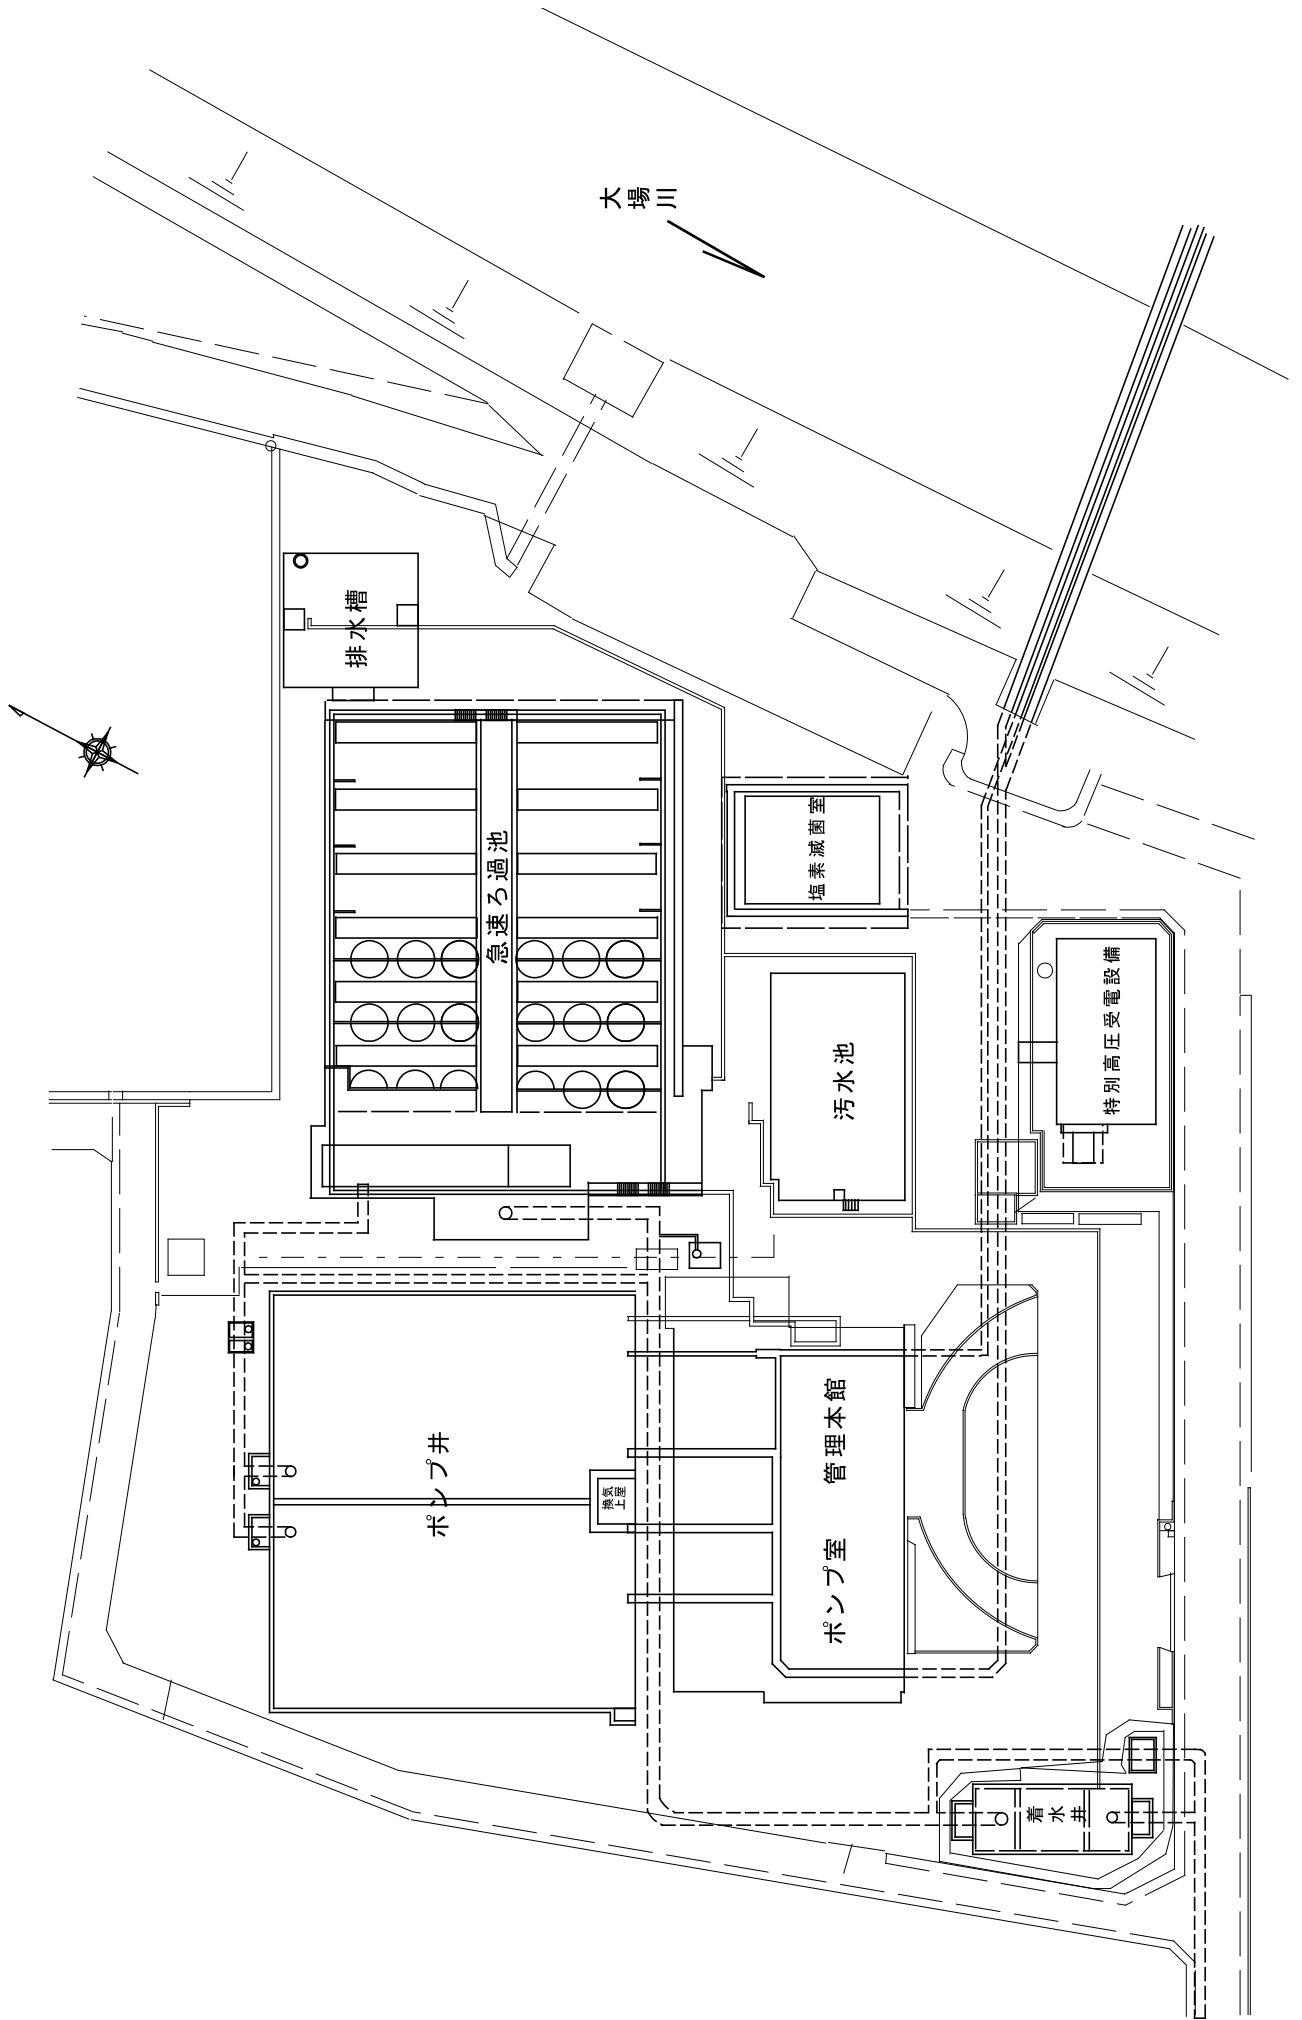 大場川
排水槽
急速ろ過池
塩素滅菌室
汚水池
特別高圧受電設備
ポンプ井
換気
上屋
ポンプ室　管理本館
着水井